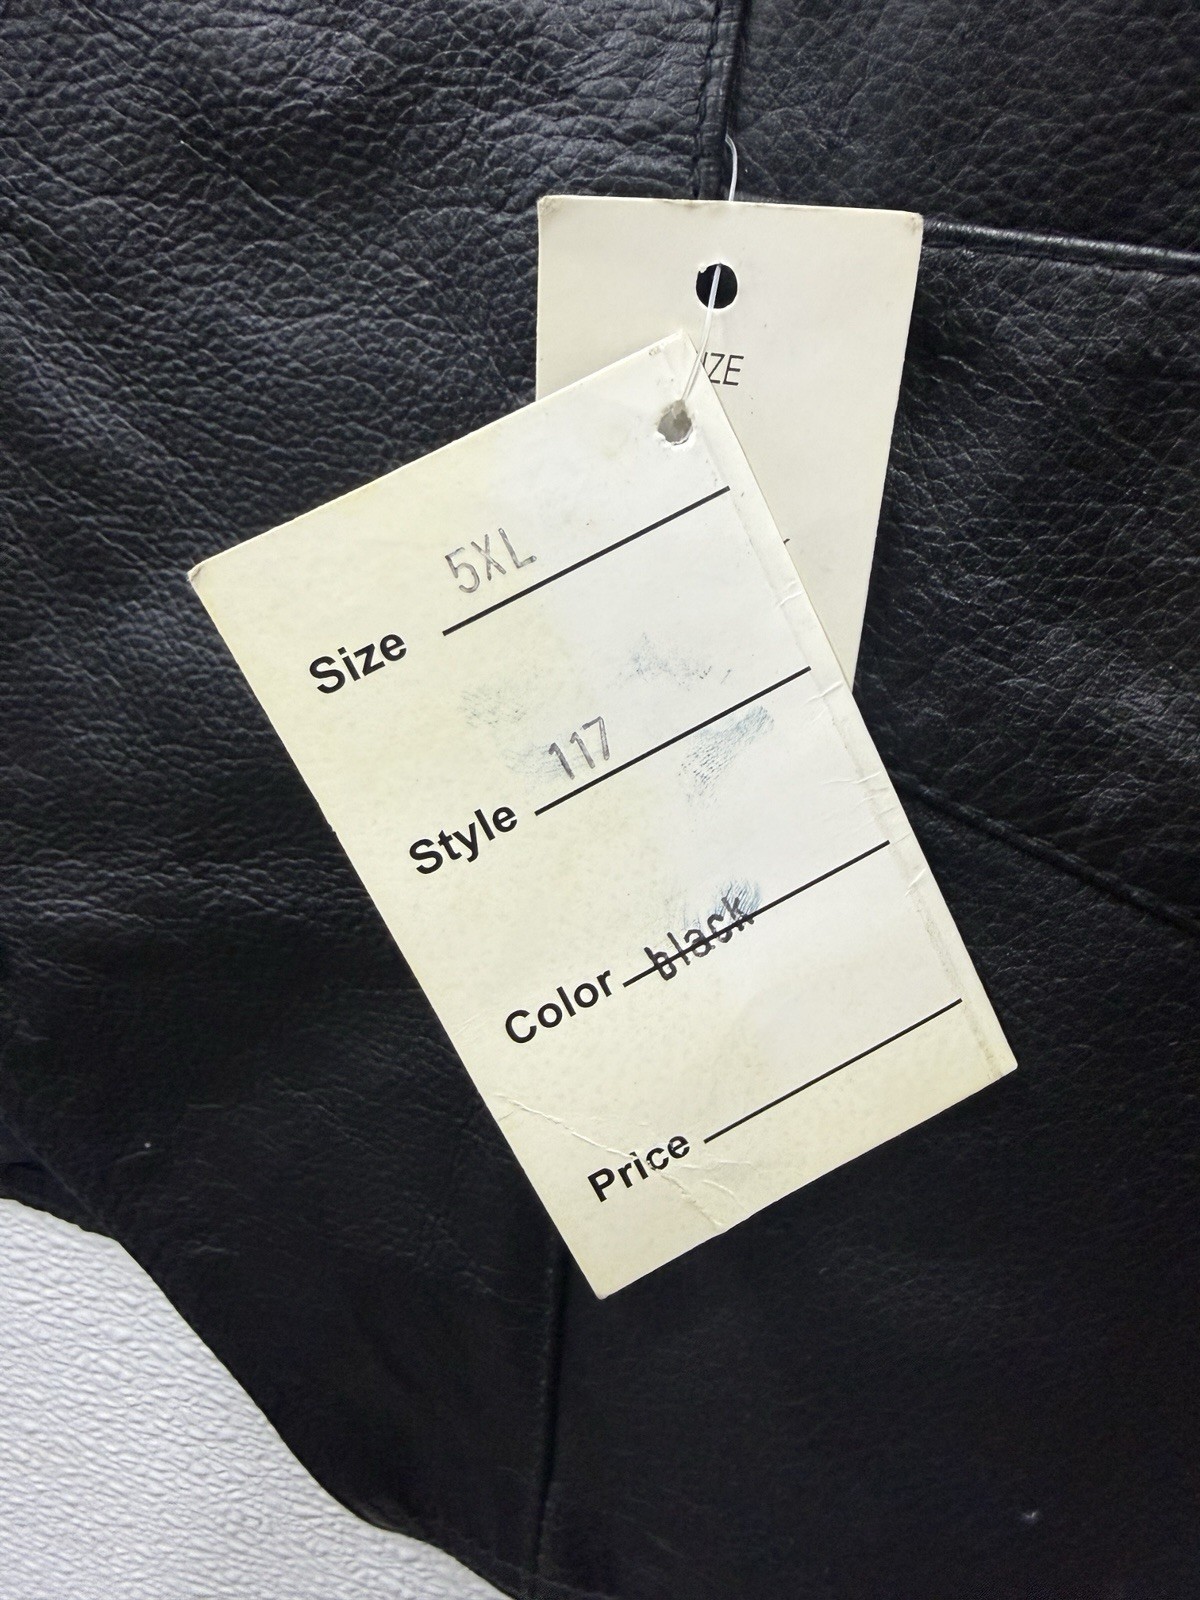 IZE
5XL
Size
117
Style
Color black
Price